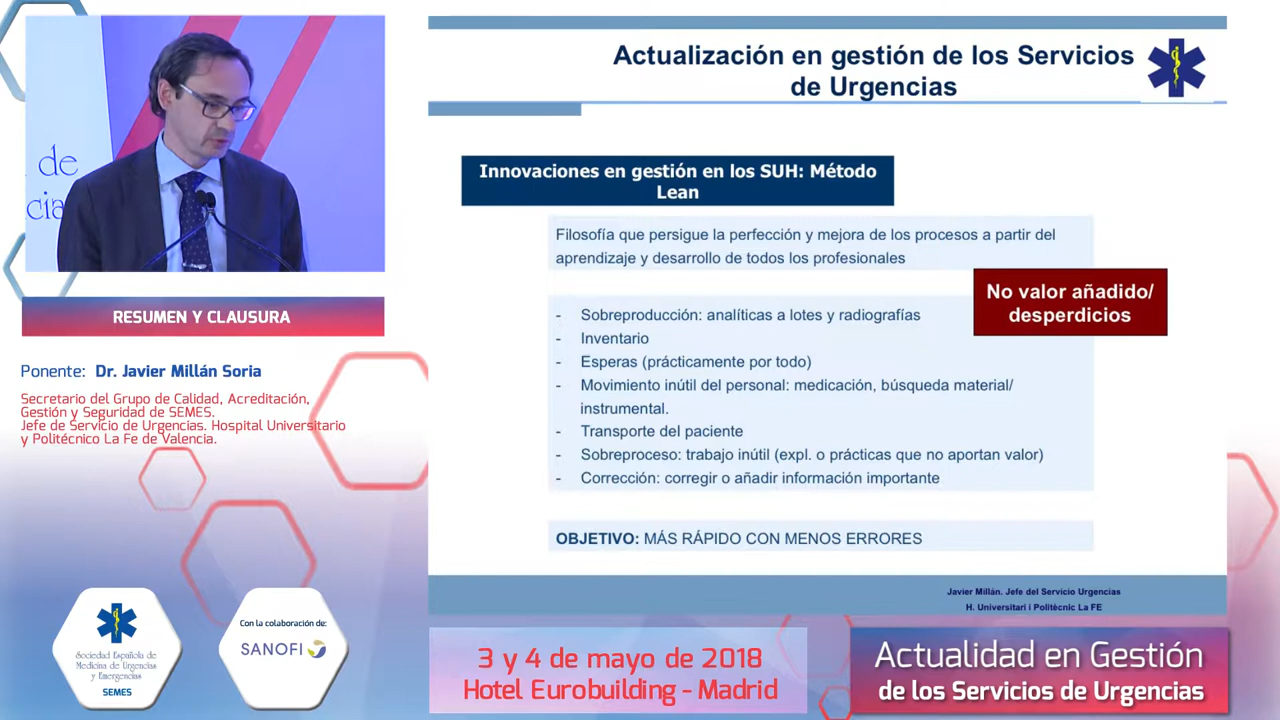 de
cia
RESUMEN Y CLAUSURA
Ponente: Dr. Javier Millán Soria
Secretario del Grupo de Calidad, Acreditación,
Gestión y Seguridad de SEMES.
Jefe de Servicio de Urgencias. Hospital Universitario
y Politécnico La Fe de Valencia.
Sociedad Española de
Medicina de Urgencias
y Emergencias
SEMES
Con la colaboración de:
SANOFI
Actualización en gestión de los Servicios
de Urgencias
Innovaciones en gestión en los SUH: Método
Lean
Filosofía que persigue la perfección y mejora de los procesos a partir del
aprendizaje y desarrollo de todos los profesionales
No valor añadido/
desperdicios
- Sobreproducción: analíticas a lotes y radiografías
- Inventario
- Esperas (prácticamente por todo)
- Movimiento inútil del personal: medicación, búsqueda material/
instrumental.
- Transporte del paciente
- Sobreproceso: trabajo inútil (expl. o prácticas que no aportan valor)
- Corrección: corregir o añadir información importante
OBJETIVO: MÁS RÁPIDO CON MENOS ERRORES
Javier Millán. Jefe del Servicio Urgencias
H. Universitari i Politècnic La FE
3 y 4 de mayo de 2018
Hotel Eurobuilding - Madrid
Actualidad en Gestión
de los Servicios de Urgencias